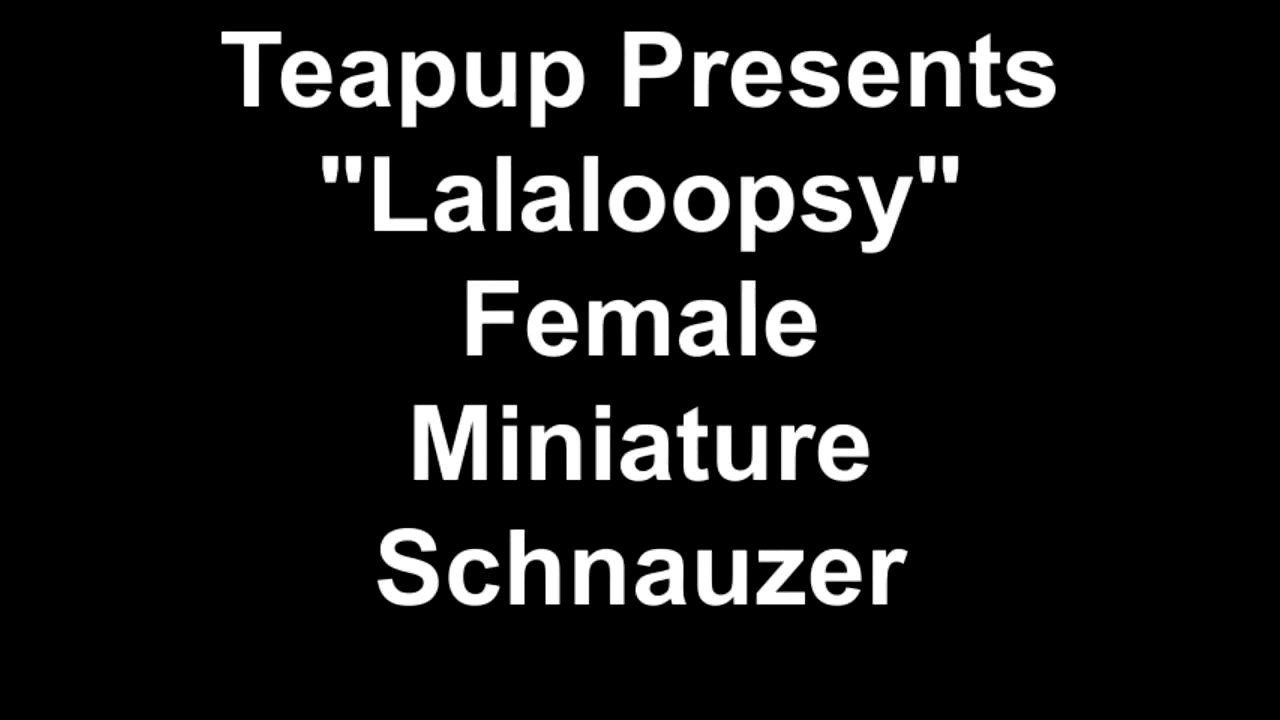 Teapup Presents
"Lalaloopsy"
Female
Miniature
Schnauzer